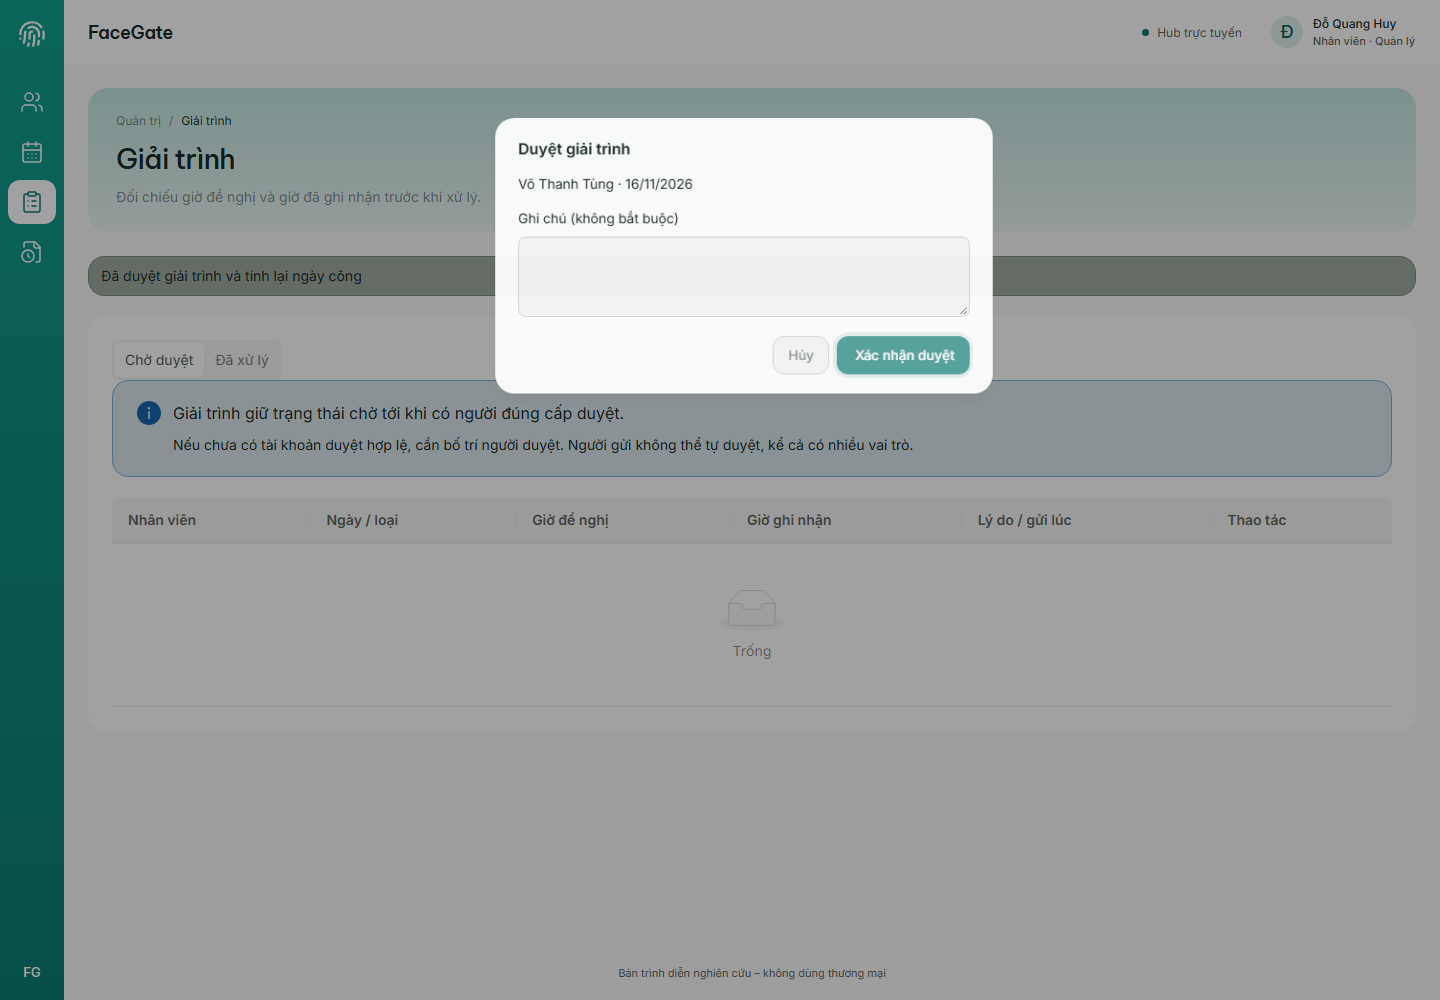 FaceGate
Hub trực tuyến
Đ
Đỗ Quang Huy
Nhân viên · Quản lý
Quản trị / Giải trình
Giải trình
Đối chiếu giờ đề nghị và giờ đã ghi nhận trước khi xử lý.
Duyệt giải trình
Võ Thanh Tùng · 16/11/2026
Ghi chú (không bắt buộc)
Hủy
Xác nhận duyệt
Đã duyệt giải trình và tính lại ngày công
Chờ duyệt
Đã xử lý
Giải trình giữ trạng thái chờ tới khi có người đúng cấp duyệt.
Nếu chưa có tài khoản duyệt hợp lệ, cần bố trí người duyệt. Người gửi không thể tự duyệt, kể cả có nhiều vai trò.
Nhân viên
Ngày / loại
Giờ đề nghị
Giờ ghi nhận
Lý do / gửi lúc
Thao tác
Trống
FG
Bản trình diễn nghiên cứu – không dùng thương mại